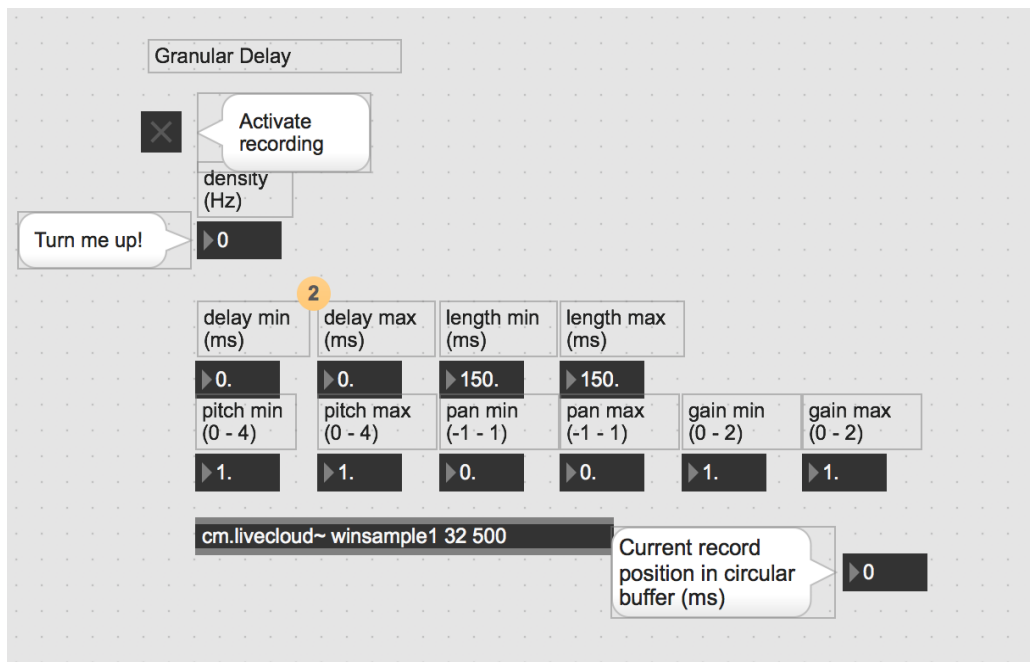 Granular Delay
Activate
recording
density
(Hz)
Turn me up!
0
2
delay min
(ms)
delay max
(ms)
length min
(ms)
length max
(ms)
0.
0.
150.
150.
pitch min
(0 - 4)
pitch max
(0 - 4)
pan min
(-1 - 1)
pan max
(-1 - 1)
gain min
(0 - 2)
gain max
(0 - 2)
1.
1.
0.
0.
1.
1.
cm.livecloud~ winsample1 32 500
Current record
position in circular
buffer (ms)
0